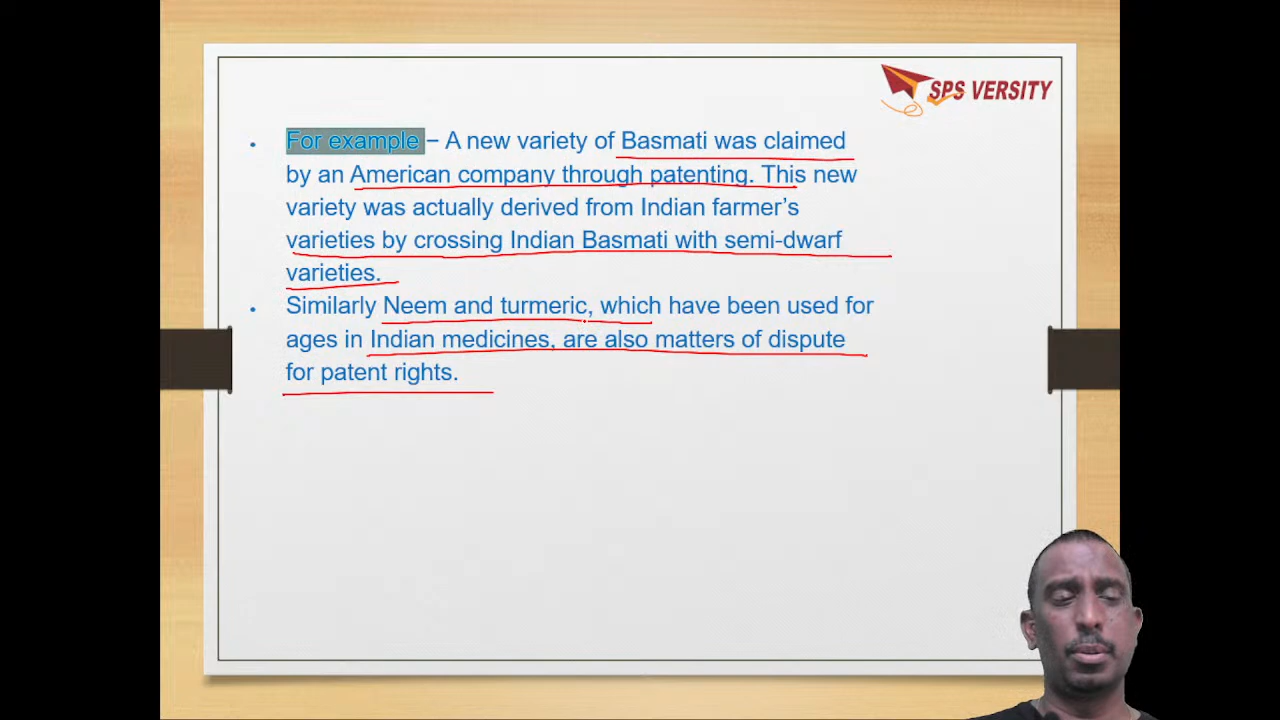 SPS VERSITY
• For example – A new variety of Basmati was claimed
by an American company through patenting. This new
variety was actually derived from Indian farmer's
varieties by crossing Indian Basmati with semi-dwarf
varieties.
• Similarly Neem and turmeric, which have been used for
ages in Indian medicines, are also matters of dispute
for patent rights.